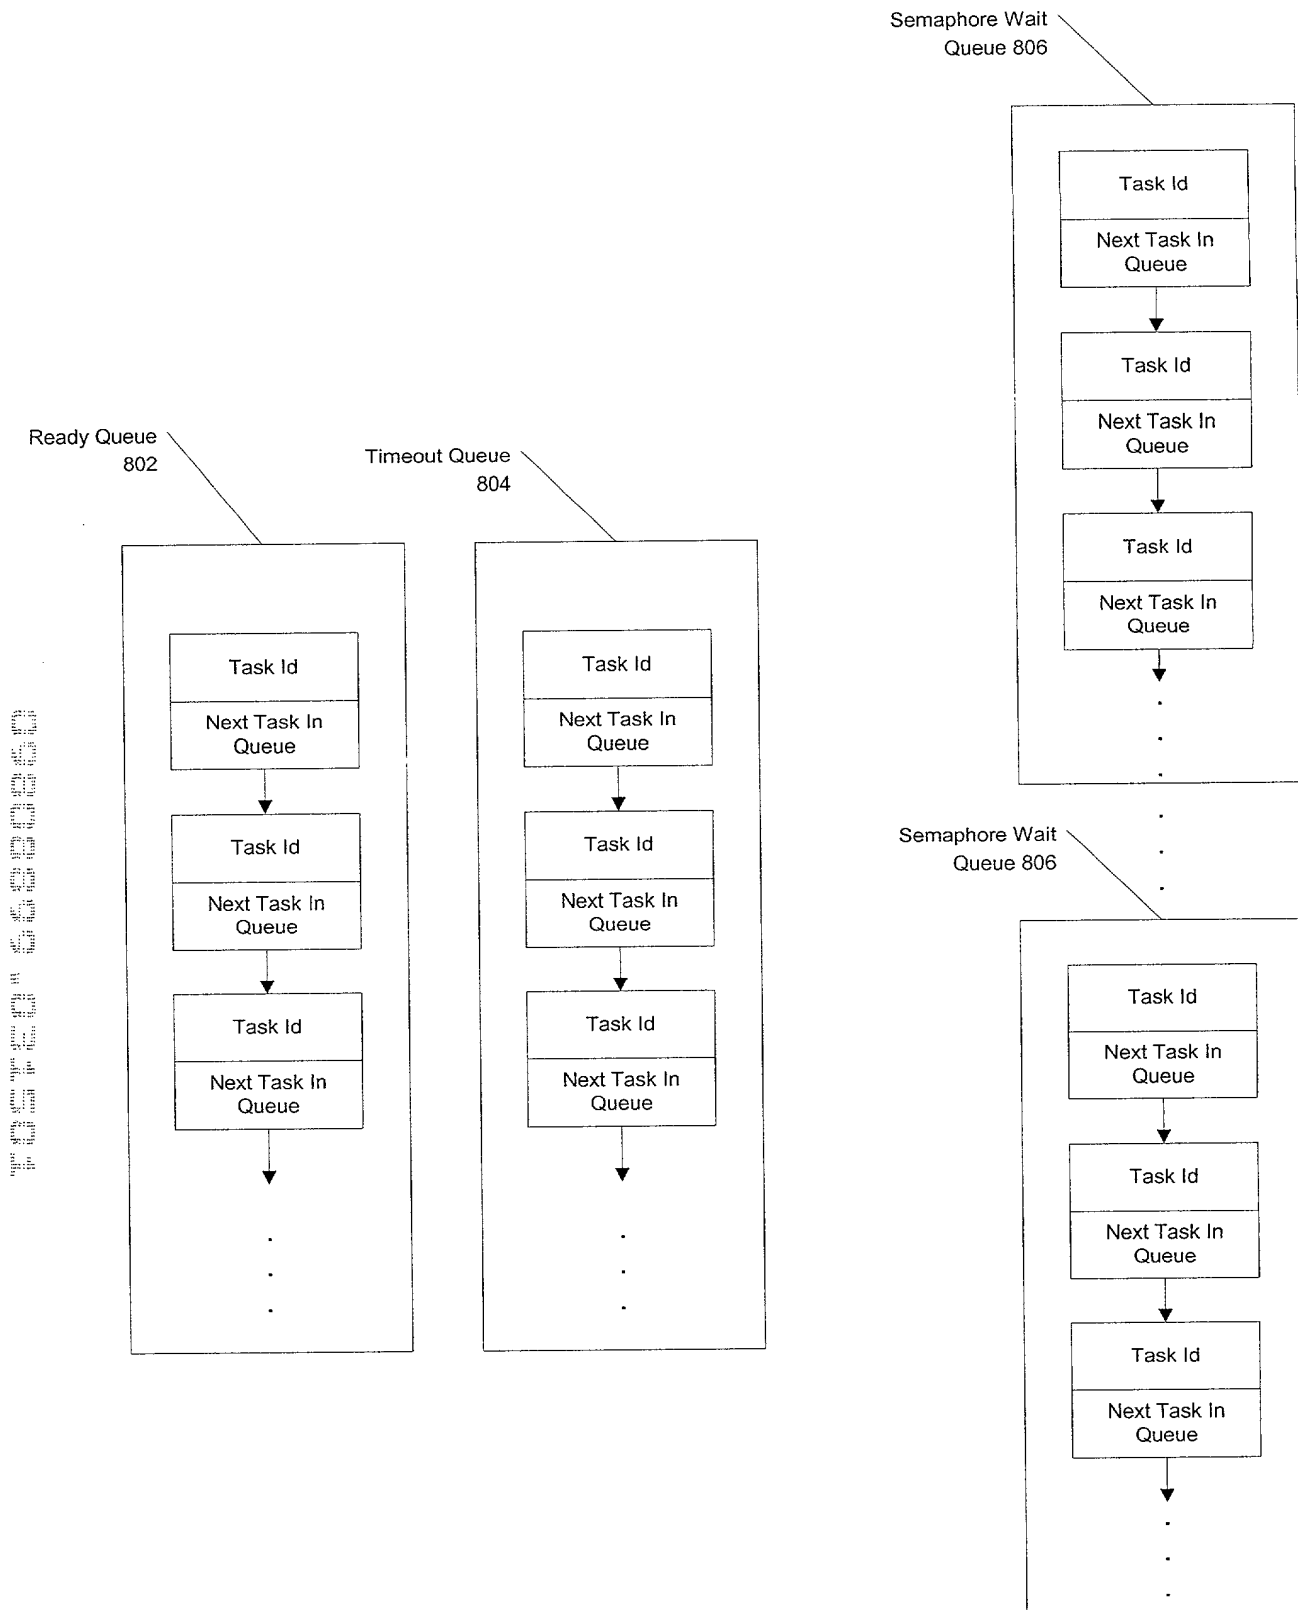 Semaphore Wait
Queue 806
Task Id
Next Task In
Queue
Task Id
Next Task In
Queue
Task Id
Next Task In
Queue
Ready Queue
802
Task Id
Next Task In
Queue
Task Id
Next Task In
Queue
Task Id
Next Task In
Queue
Timeout Queue
804
Task Id
Next Task In
Queue
Task Id
Next Task In
Queue
Task Id
Next Task In
Queue
Semaphore Wait
Queue 806
Task Id
Next Task In
Queue
Task Id
Next Task In
Queue
Task Id
Next Task In
Queue